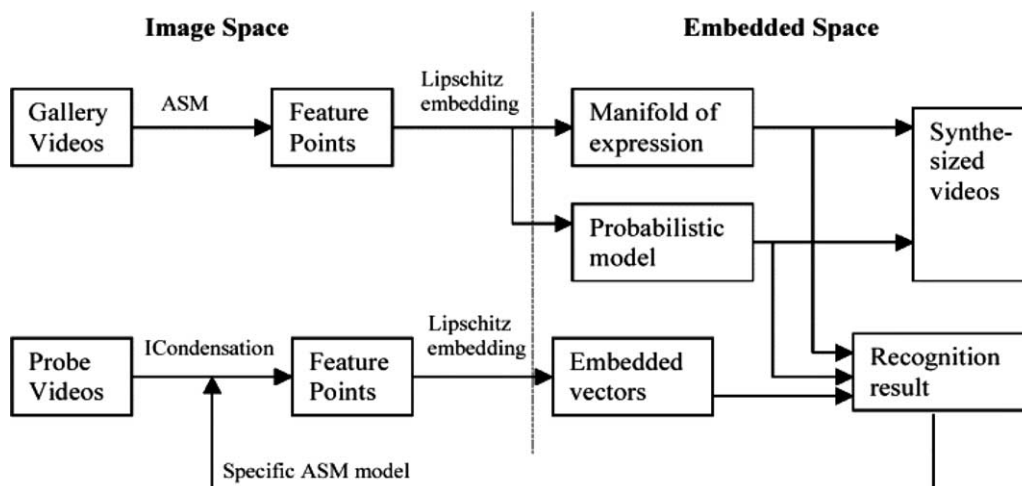 Image Space
Embedded Space
Gallery
Videos
ASM
Feature
Points
Lipschitz
embedding
Manifold of
expression
Synthe-
sized
videos
Probabilistic
model
Probe
Videos
ICondensation
Feature
Points
Lipschitz
embedding
Embedded
vectors
Recognition
result
Specific ASM model